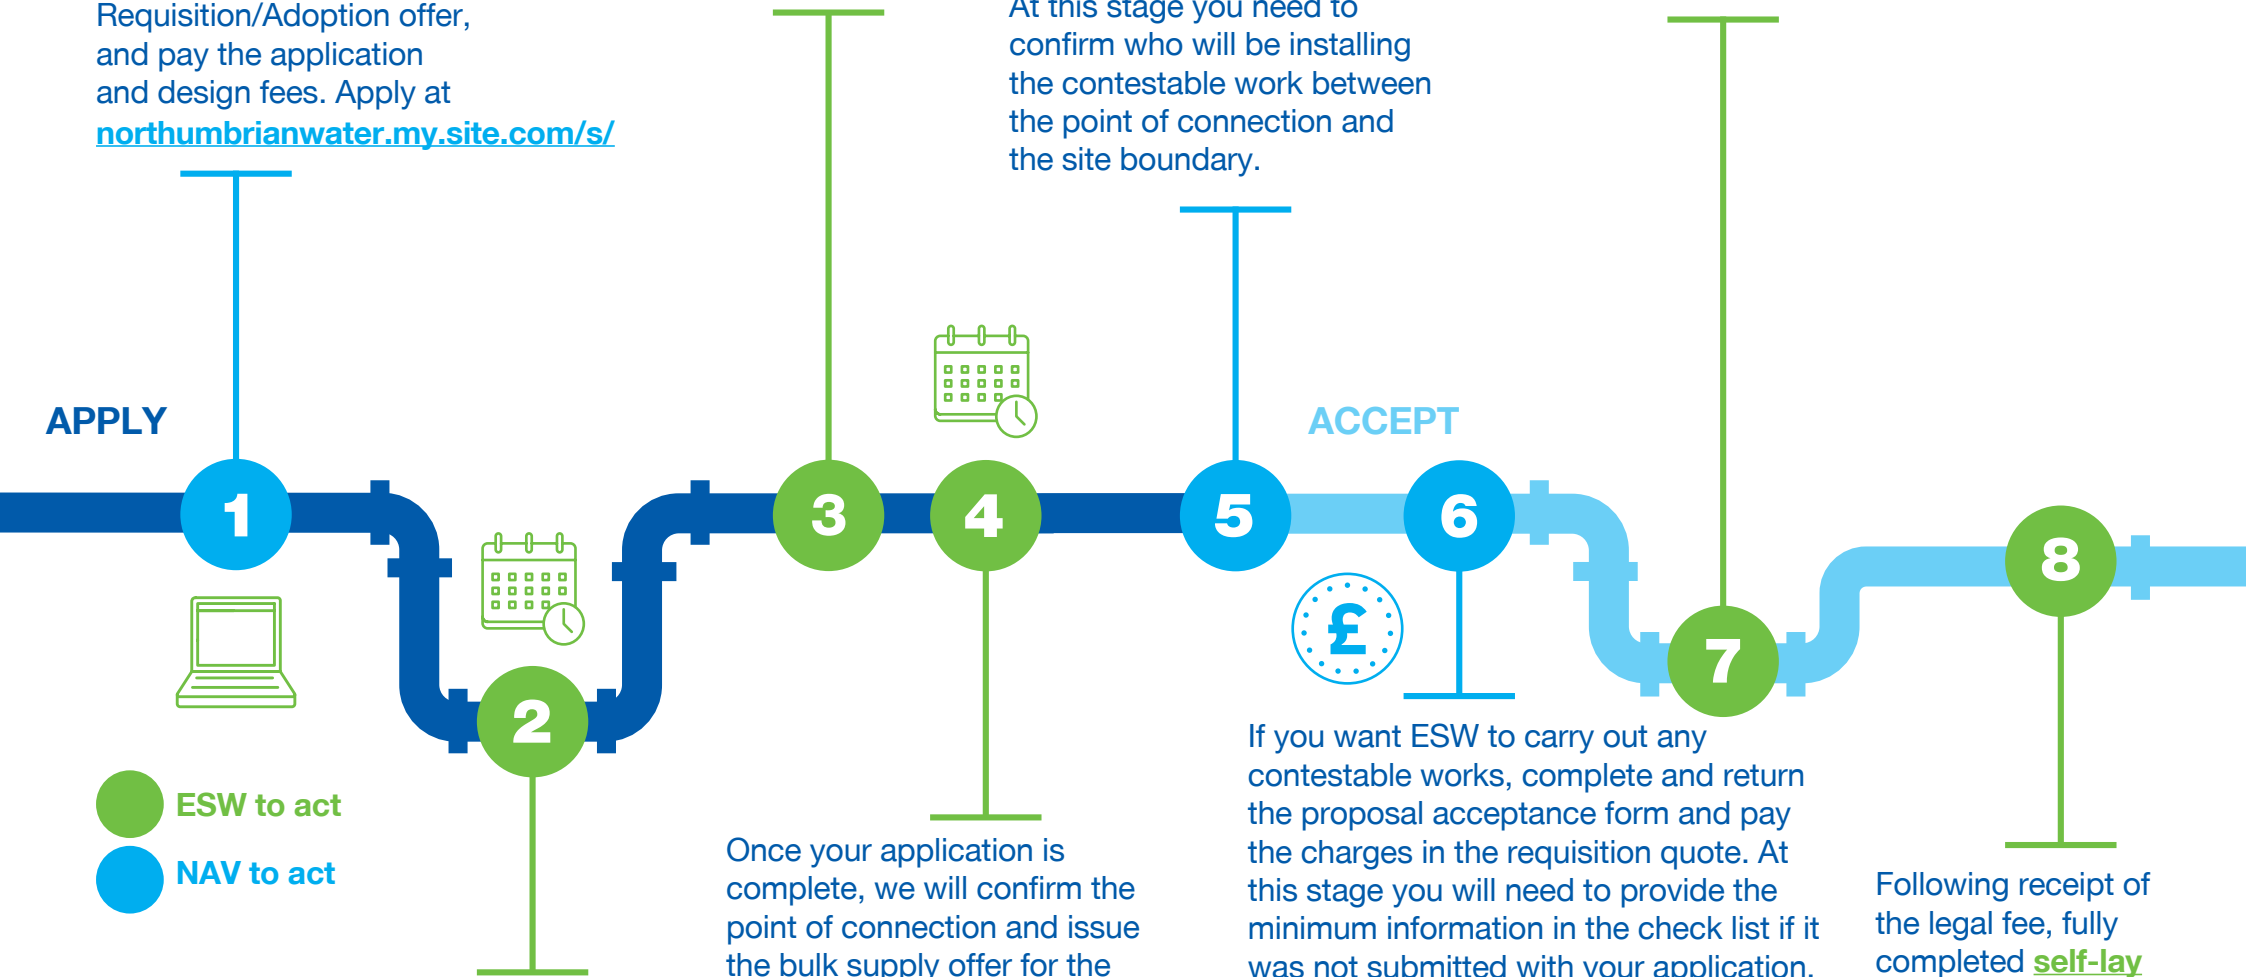 Requisition/Adoption offer,
and pay the application
and design fees. Apply at
northumbrianwater.my.site.com/s/
At this stage you need to
confirm who will be installing
the contestable work between
the point of connection and
the site boundary.
APPLY
ACCEPT
1
2
3
4
5
6
7
8
£
ESW to act
NAV to act
Once your application is
complete, we will confirm the
point of connection and issue
the bulk supply offer for the
If you want ESW to carry out any
contestable works, complete and return
the proposal acceptance form and pay
the charges in the requisition quote. At
this stage you will need to provide the
minimum information in the check list if it
was not submitted with your application.
Following receipt of
the legal fee, fully
completed self-lay